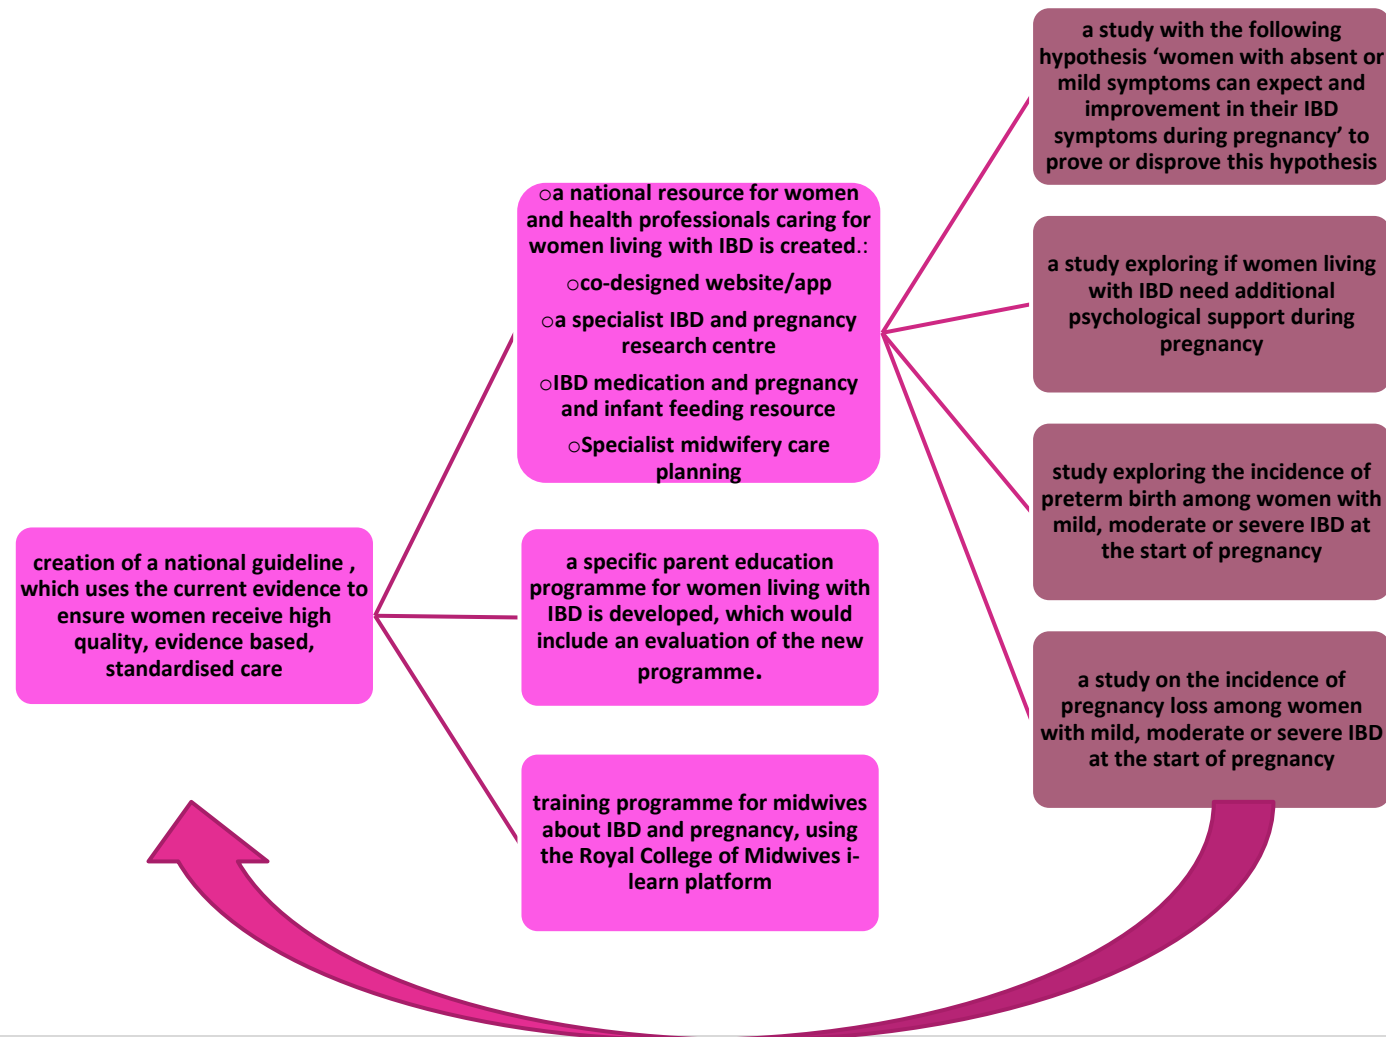 creation of a national guideline ,
which uses the current evidence to
ensure women receive high
quality, evidence based,
standardised care
○a national resource for women
and health professionals caring for
women living with IBD is created.:
○co-designed website/app
○a specialist IBD and pregnancy
research centre
○IBD medication and pregnancy
and infant feeding resource
○Specialist midwifery care
planning
a specific parent education
programme for women living with
IBD is developed, which would
include an evaluation of the new
programme.
training programme for midwives
about IBD and pregnancy, using
the Royal College of Midwives i-
learn platform
a study with the following
hypothesis ‘women with absent or
mild symptoms can expect and
improvement in their IBD
symptoms during pregnancy’ to
prove or disprove this hypothesis
a study exploring if women living
with IBD need additional
psychological support during
pregnancy
study exploring the incidence of
preterm birth among women with
mild, moderate or severe IBD at
the start of pregnancy
a study on the incidence of
pregnancy loss among women
with mild, moderate or severe IBD
at the start of pregnancy